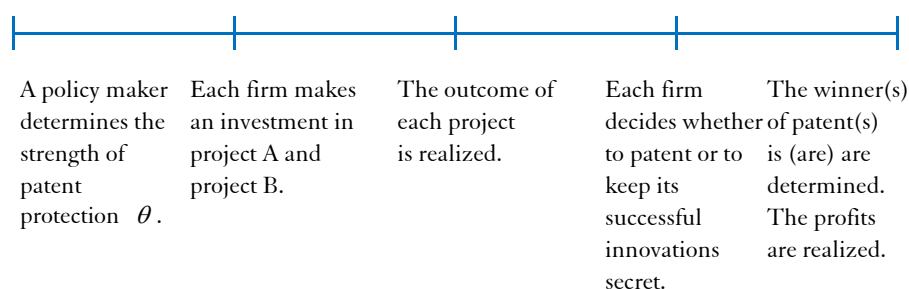 A policy maker
determines the
strength of
patent
protection θ.
Each firm makes
an investment in
project A and
project B.
The outcome of
each project
is realized.
Each firm
decides whether
to patent or to
keep its
successful
innovations
secret.
The winner(s)
of patent(s)
is (are) are
determined.
The profits
are realized.